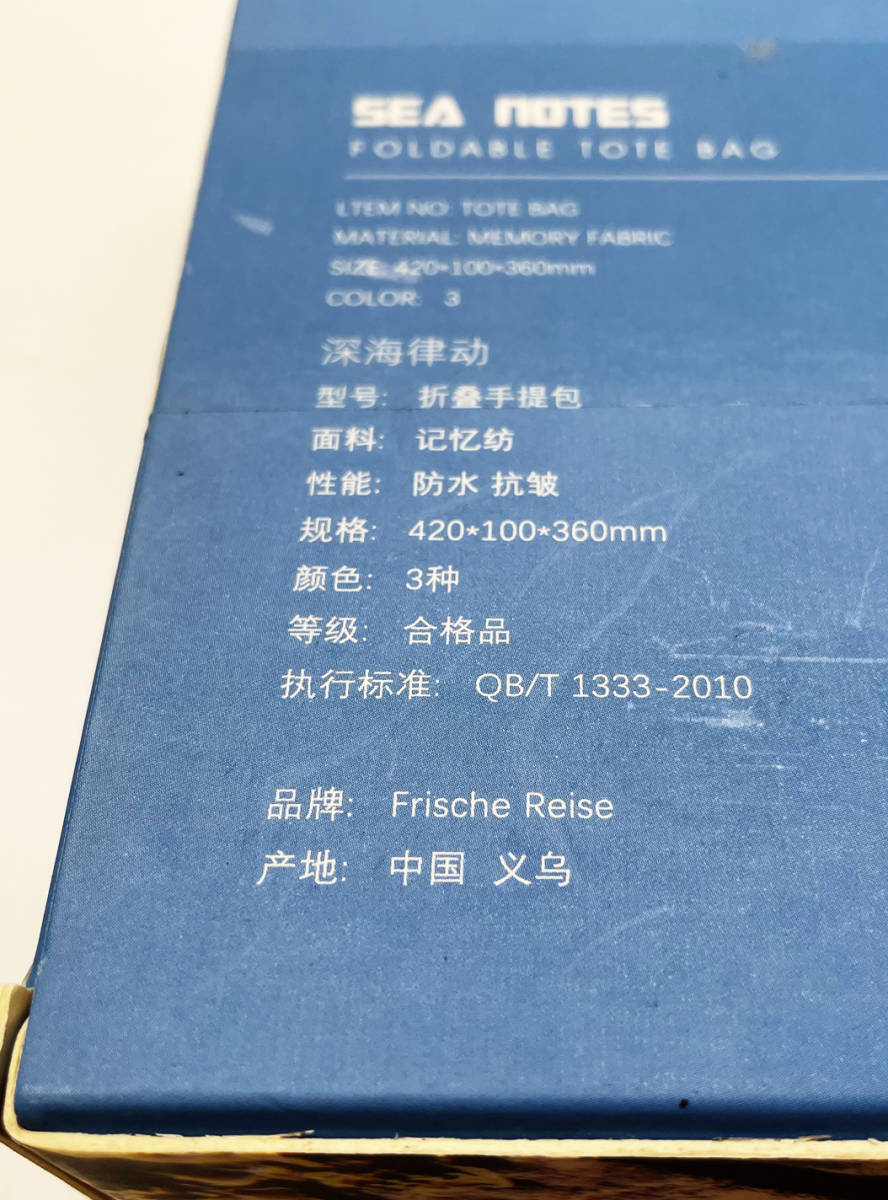 SEA NOTES
FOLDABLE TOTE BAG
LTEM NO: TOTE BAG
MATERIAL: MEMORY FABRIC
SIZE: 420*100*360mm
COLOR: 3
深海律动
型号: 折叠手提包
面料: 记忆纺
性能: 防水 抗皱
规格: 420*100*360mm
颜色: 3种
等级: 合格品
执行标准: QB/T 1333-2010
品牌: Frische Reise
产地: 中国 义乌